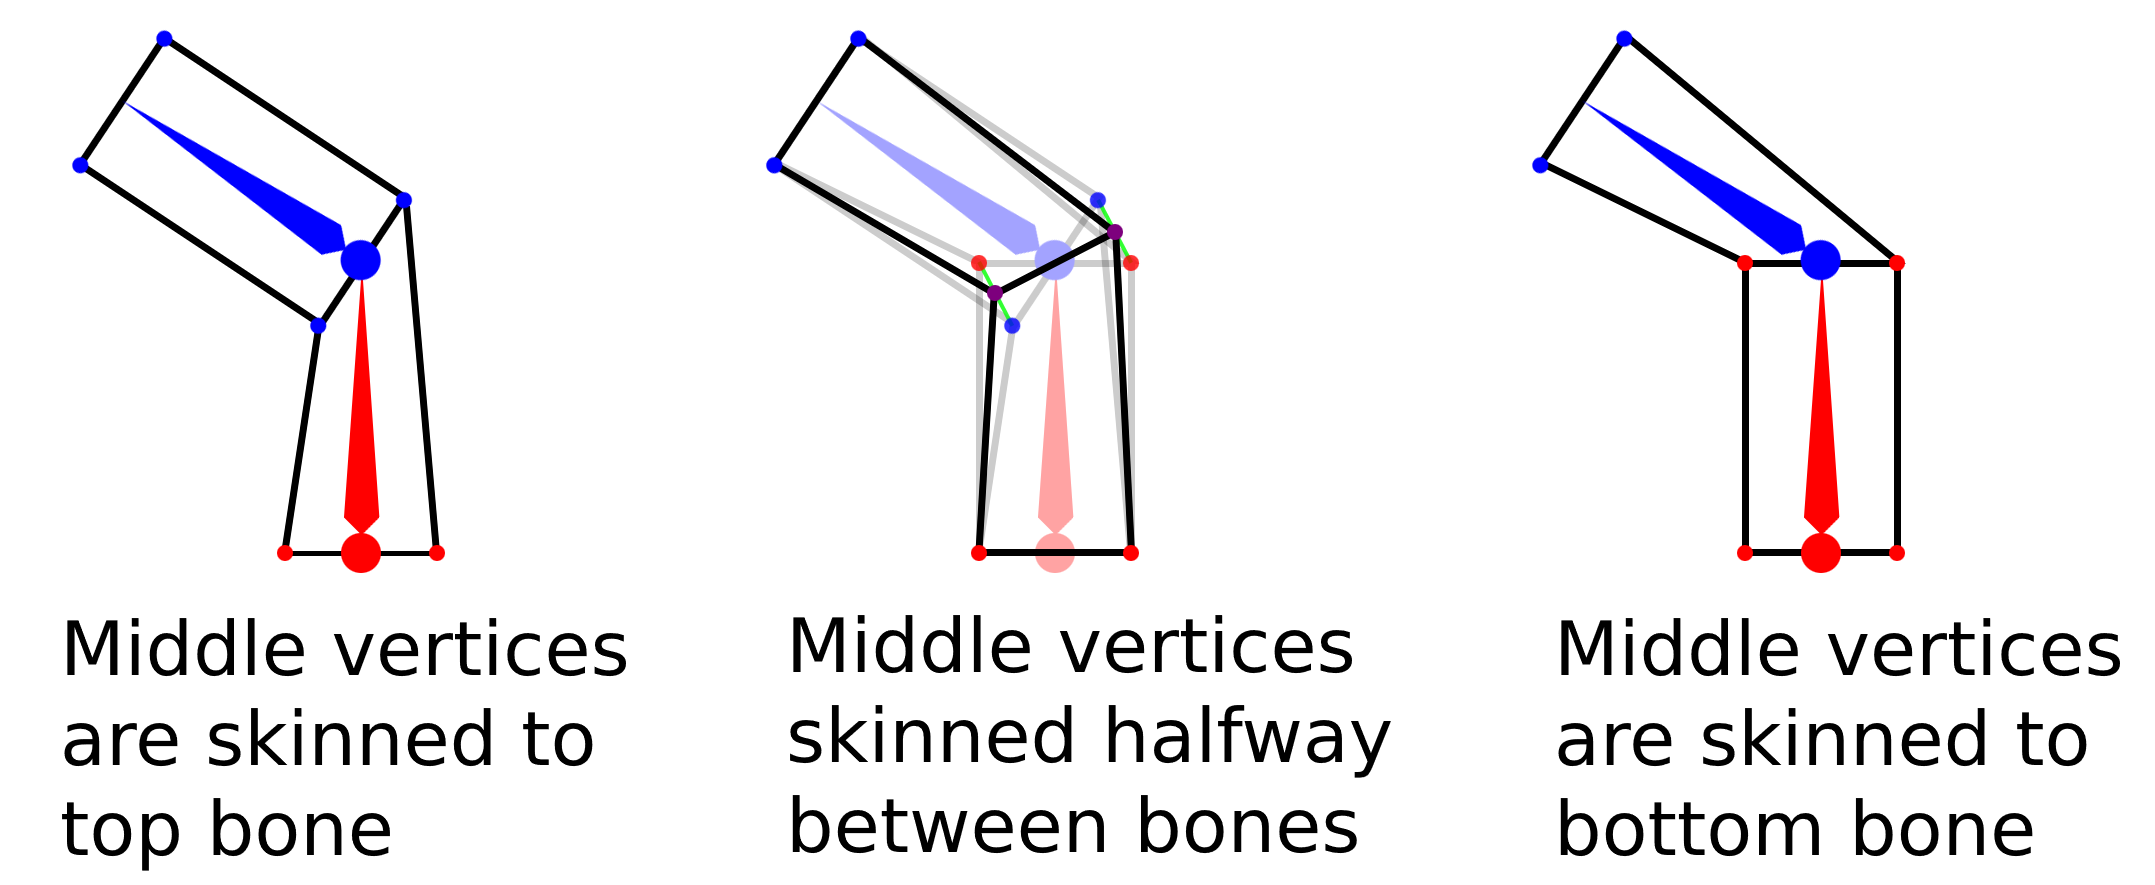 Middle vertices
are skinned to
top bone
Middle vertices
skinned halfway
between bones
Middle vertices
are skinned to
bottom bone